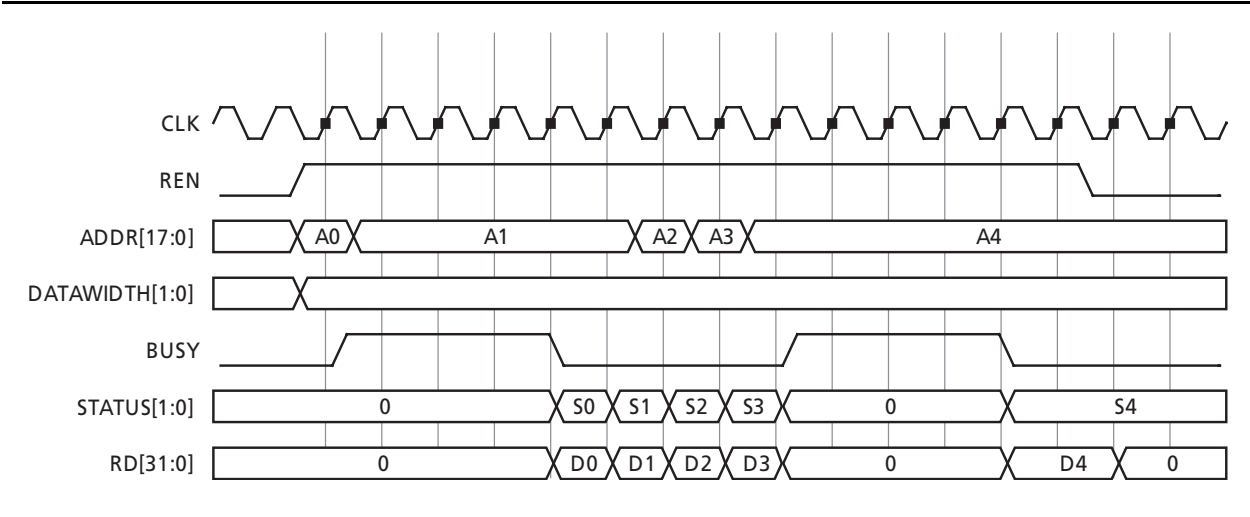 CLK
REN
ADDR[17:0] A0 A1 A2 A3 A4
DATAWIDTH[1:0]
BUSY
STATUS[1:0] 0 S0 S1 S2 S3 0 S4
RD[31:0] 0 D0 D1 D2 D3 0 D4 0